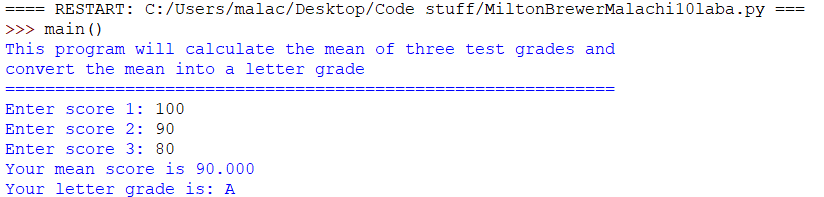 ==== RESTART: C:/Users/malac/Desktop/Code stuff/MiltonBrewerMalachi10laba.py ===
>>> main()
This program will calculate the mean of three test grades and
convert the mean into a letter grade
=============================================================
Enter score 1: 100
Enter score 2: 90
Enter score 3: 80
Your mean score is 90.000
Your letter grade is: A